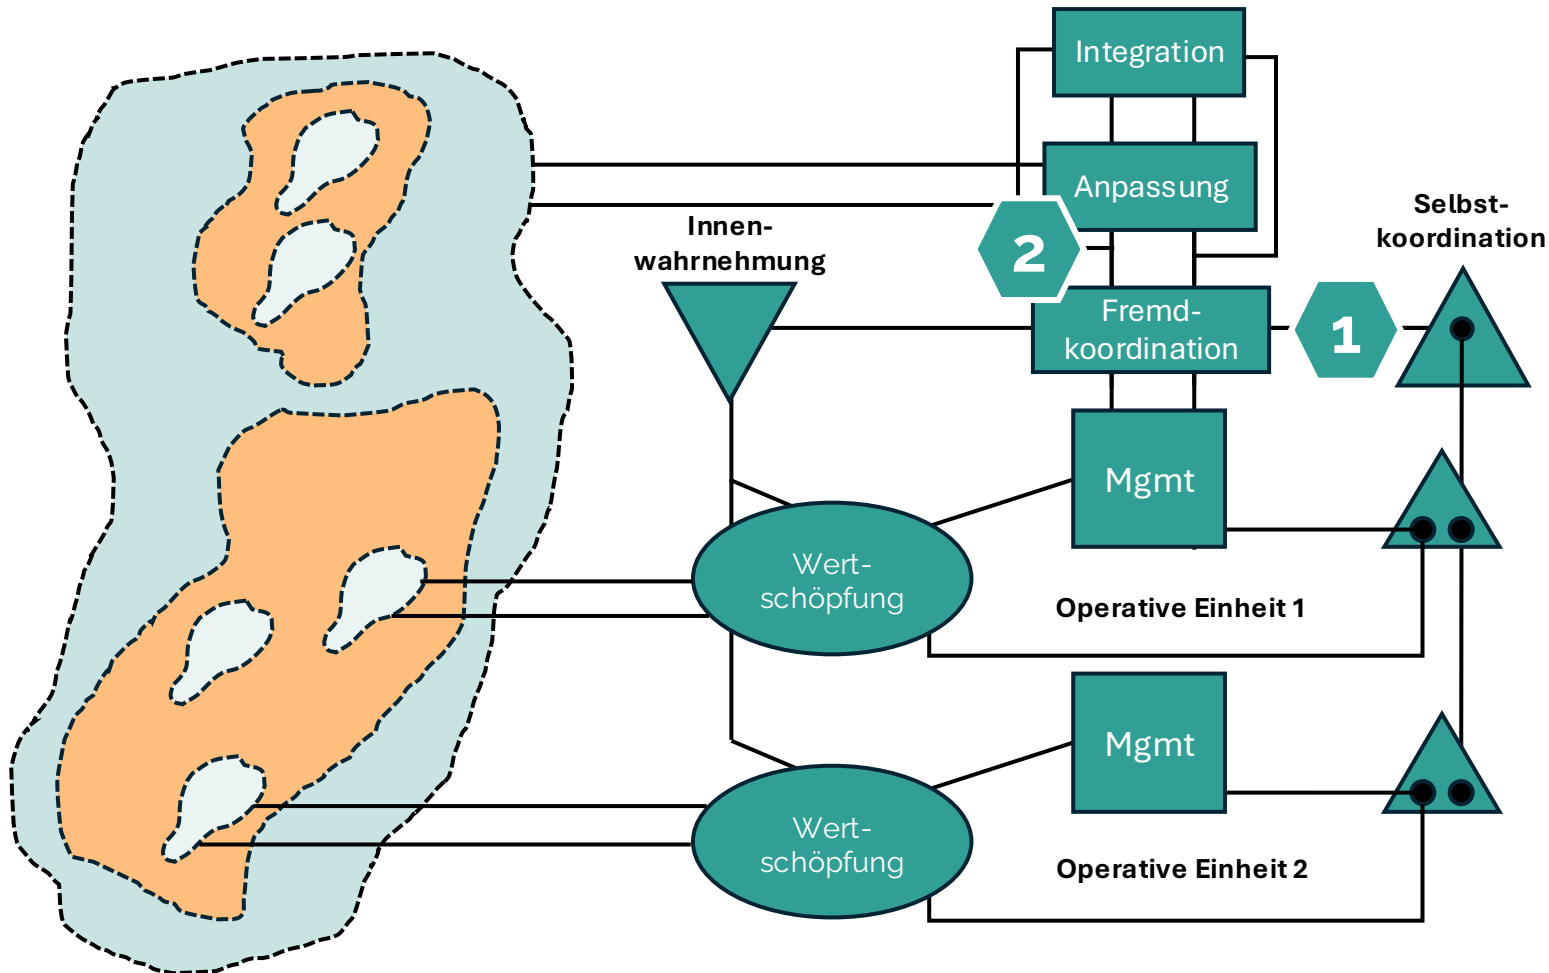 Integration
Anpassung
Selbst-
koordination
Innen-
wahrnehmung
2
Fremd-
koordination
1
Mgmt
Wert-
schöpfung
Operative Einheit 1
Mgmt
Wert-
schöpfung
Operative Einheit 2